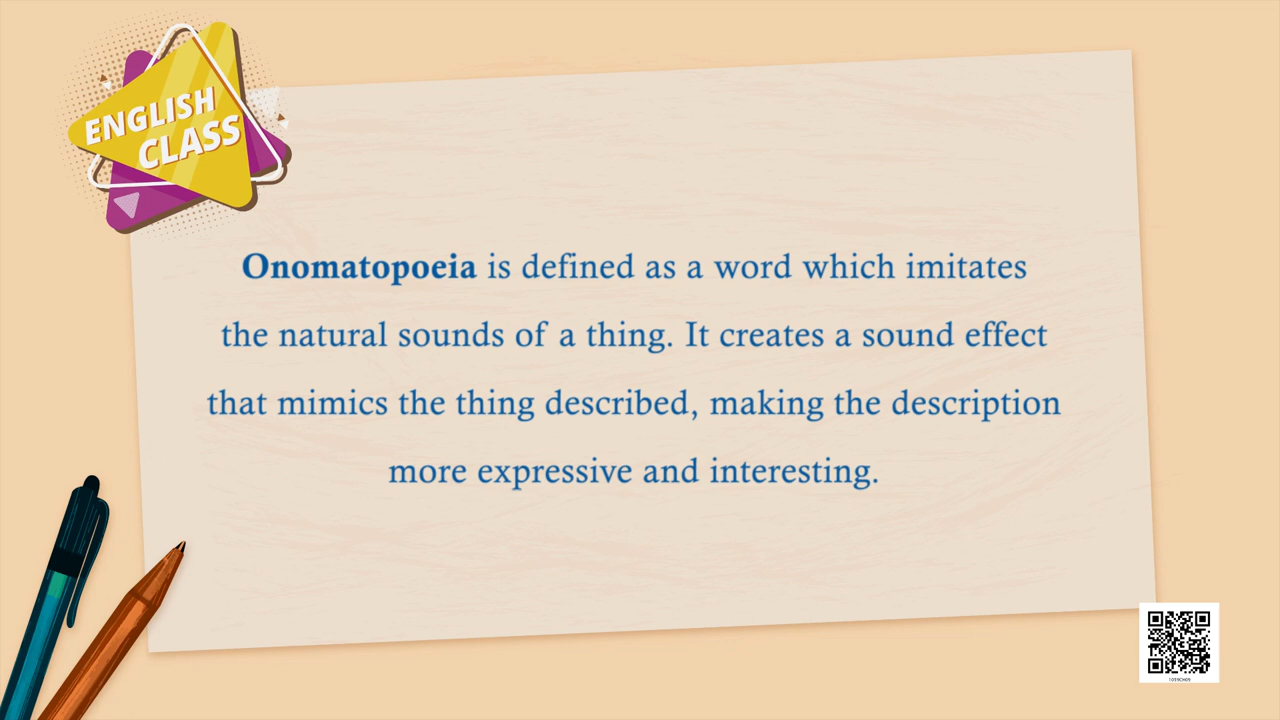 ENGLISH
CLASS
Onomatopoeia is defined as a word which imitates
the natural sounds of a thing. It creates a sound effect
that mimics the thing described, making the description
more expressive and interesting.